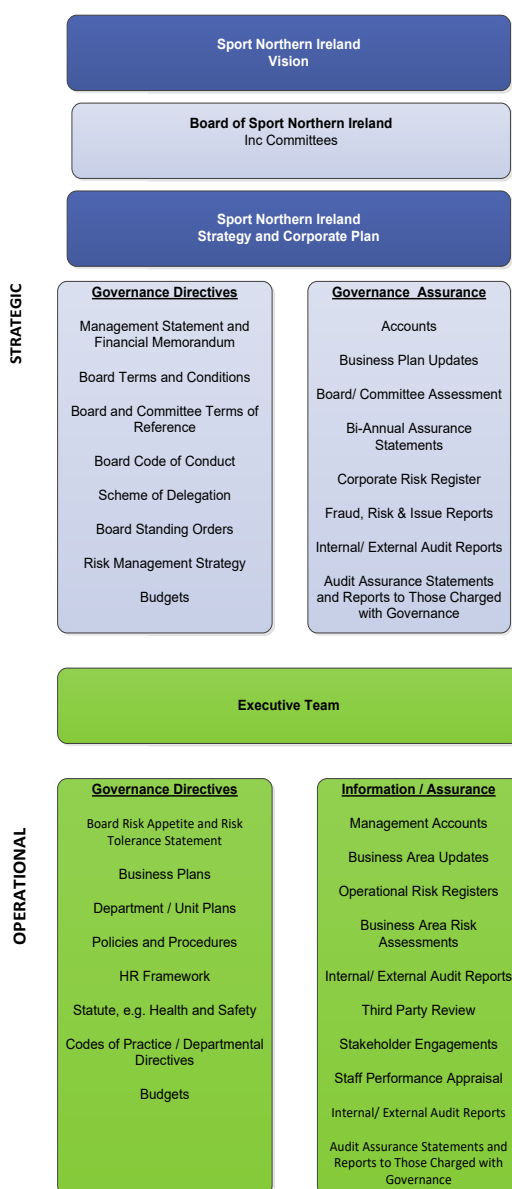 Sport Northern Ireland
Vision
Board of Sport Northern Ireland
Inc Committees
Sport Northern Ireland
Strategy and Corporate Plan
STRATEGIC
Governance Directives
Management Statement and
Financial Memorandum
Board Terms and Conditions
Board and Committee Terms of
Reference
Board Code of Conduct
Scheme of Delegation
Board Standing Orders
Risk Management Strategy
Budgets
Governance Assurance
Accounts
Business Plan Updates
Board/ Committee Assessment
Bi-Annual Assurance
Statements
Corporate Risk Register
Fraud, Risk & Issue Reports
Internal/ External Audit Reports
Audit Assurance Statements
and Reports to Those Charged
with Governance
Executive Team
OPERATIONAL
Governance Directives
Board Risk Appetite and Risk
Tolerance Statement
Business Plans
Department / Unit Plans
Policies and Procedures
HR Framework
Statute, e.g. Health and Safety
Codes of Practice / Departmental
Directives
Budgets
Information / Assurance
Management Accounts
Business Area Updates
Operational Risk Registers
Business Area Risk
Assessments
Internal/ External Audit Reports
Third Party Review
Stakeholder Engagements
Staff Performance Appraisal
Internal/ External Audit Reports
Audit Assurance Statements and
Reports to Those Charged with
Governance